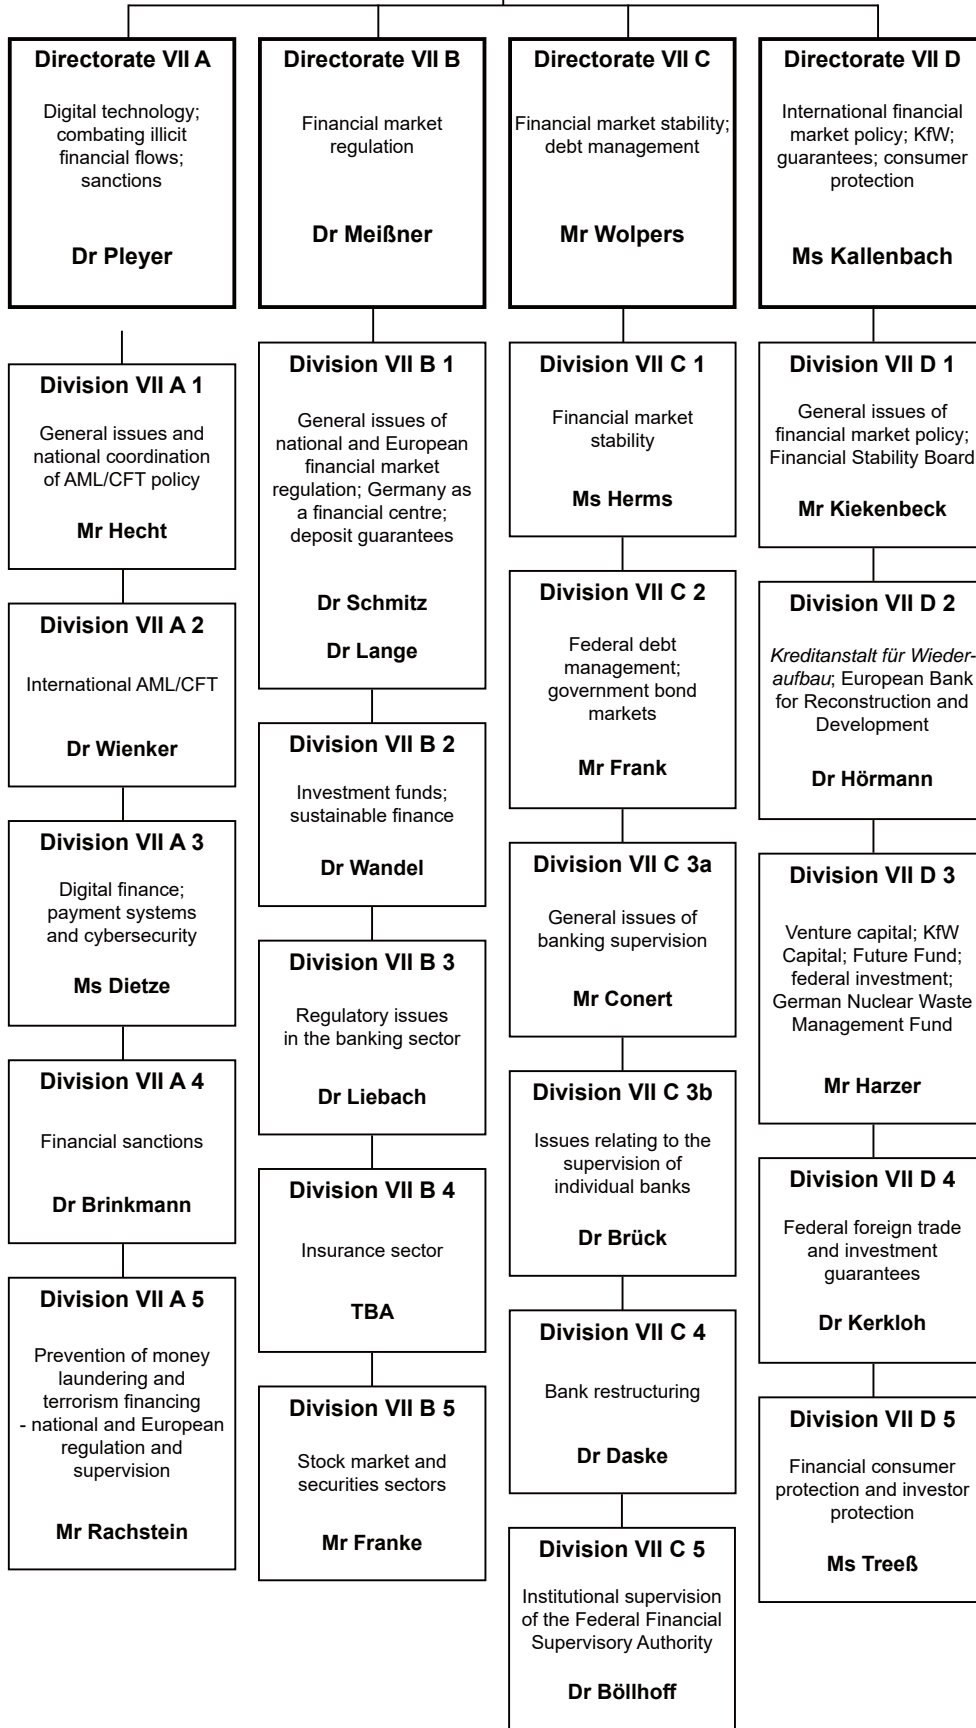 Directorate VII A
Digital technology;
combating illicit
financial flows;
sanctions
Dr Pleyer
Directorate VII B
Financial market
regulation
Dr Meißner
Directorate VII C
Financial market stability;
debt management
Mr Wolpers
Directorate VII D
International financial
market policy; KfW;
guarantees; consumer
protection
Ms Kallenbach
Division VII A 1
General issues and
national coordination
of AML/CFT policy
Mr Hecht
Division VII A 2
International AML/CFT
Dr Wienker
Division VII A 3
Digital finance;
payment systems
and cybersecurity
Ms Dietze
Division VII A 4
Financial sanctions
Dr Brinkmann
Division VII A 5
Prevention of money
laundering and
terrorism financing
- national and European
regulation and
supervision
Mr Rachstein
Division VII B 1
General issues of
national and European
financial market
regulation; Germany as
a financial centre;
deposit guarantees
Dr Schmitz
Dr Lange
Division VII B 2
Investment funds;
sustainable finance
Dr Wandel
Division VII B 3
Regulatory issues
in the banking sector
Dr Liebach
Division VII B 4
Insurance sector
TBA
Division VII B 5
Stock market and
securities sectors
Mr Franke
Division VII C 1
Financial market
stability
Ms Herms
Division VII C 2
Federal debt
management;
government bond
markets
Mr Frank
Division VII C 3a
General issues of
banking supervision
Mr Conert
Division VII C 3b
Issues relating to the
supervision of
individual banks
Dr Brück
Division VII C 4
Bank restructuring
Dr Daske
Division VII C 5
Institutional supervision
of the Federal Financial
Supervisory Authority
Dr Böllhoff
Division VII D 1
General issues of
financial market policy;
Financial Stability Board
Mr Kiekenbeck
Division VII D 2
Kreditanstalt für Wieder-
aufbau; European Bank
for Reconstruction and
Development
Dr Hörmann
Division VII D 3
Venture capital; KfW
Capital; Future Fund;
federal investment;
German Nuclear Waste
Management Fund
Mr Harzer
Division VII D 4
Federal foreign trade
and investment
guarantees
Dr Kerkloh
Division VII D 5
Financial consumer
protection and investor
protection
Ms Treeß